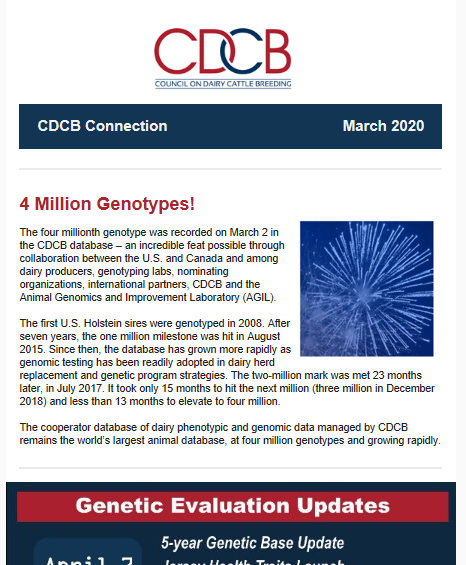 CDCB
COUNCIL ON DAIRY CATTLE BREEDING
CDCB Connection March 2020
4 Million Genotypes!
The four millionth genotype was recorded on March 2 in
the CDCB database – an incredible feat possible through
collaboration between the U.S. and Canada and among
dairy producers, genotyping labs, nominating
organizations, international partners, CDCB and the
Animal Genomics and Improvement Laboratory (AGIL).
The first U.S. Holstein sires were genotyped in 2008. After
seven years, the one million milestone was hit in August
2015. Since then, the database has grown more rapidly as
genomic testing has been readily adopted in dairy herd
replacement and genetic program strategies. The two-million mark was met 23 months
later, in July 2017. It took only 15 months to hit the next million (three million in December
2018) and less than 13 months to elevate to four million.
The cooperator database of dairy phenotypic and genomic data managed by CDCB
remains the world's largest animal database, at four million genotypes and growing rapidly.
Genetic Evaluation Updates
5-year Genetic Base Update
April 7
Jersey Health Traits Launch